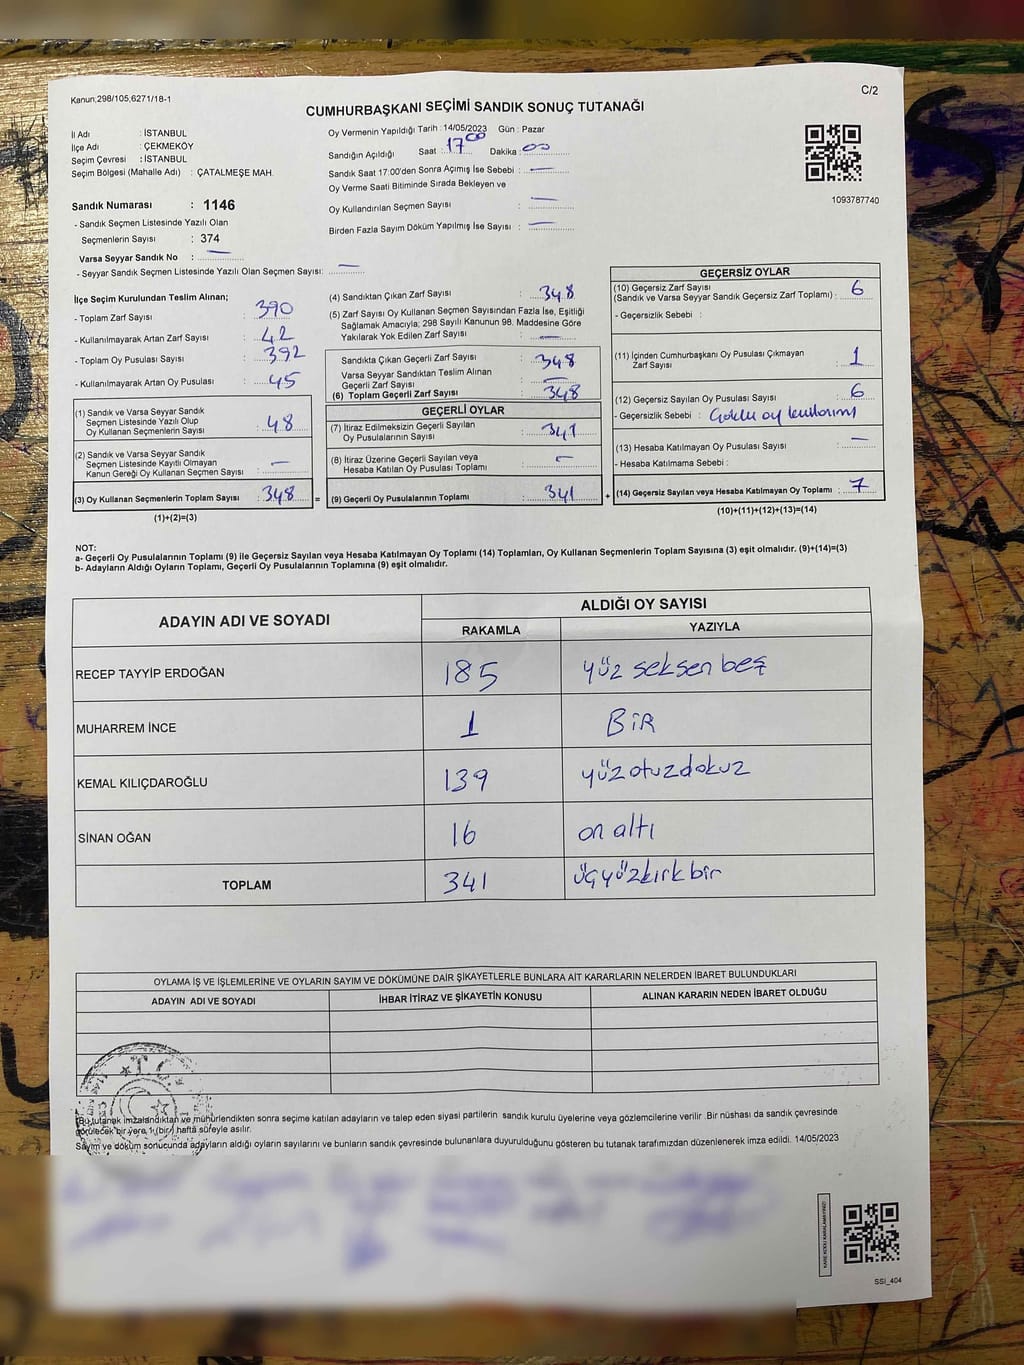 Kanun;298/105,6271/18-1
C/2
CUMHURBAŞKANI SEÇİMİ SANDIK SONUÇ TUTANAĞI
İl Adı : İSTANBUL
İlçe Adı : ÇEKMEKÖY
Seçim Çevresi : İSTANBUL
Seçim Bölgesi (Mahalle Adı) : ÇATALMEŞE MAH.
Sandık Numarası : 1146
- Sandık Seçmen Listesinde Yazılı Olan
Seçmenlerin Sayısı : 374
Varsa Seyyar Sandık No : —
- Seyyar Sandık Seçmen Listesinde Yazılı Olan Seçmen Sayısı: —
Oy Vermenin Yapıldığı Tarih : 14/05/2023 Gün : Pazar
Sandığın Açıldığı Saat : 17 00 Dakika : 00
Sandık Saat 17:00'den Sonra Açımış İse Sebebi : —
Oy Verme Saati Bitiminde Sırada Bekleyen ve
Oy Kullandırılan Seçmen Sayısı : —
Birden Fazla Sayım Döküm Yapılmış İse Sayısı : —
1093787740
İlçe Seçim Kurulundan Teslim Alınan;
- Toplam Zarf Sayısı : 390
- Kullanılmayarak Artan Zarf Sayısı : 42
- Toplam Oy Pusulası Sayısı : 392
- Kullanılmayarak Artan Oy Pusulası : 45
(1) Sandık ve Varsa Seyyar Sandık
Seçmen Listesinde Yazılı Olup
Oy Kullanan Seçmenlerin Sayısı : 48
(2) Sandık ve Varsa Seyyar Sandık
Seçmen Listesinde Kayıtlı Olmayan
Kanun Gereği Oy Kullanan Seçmen Sayısı : —
(3) Oy Kullanan Seçmenlerin Toplam Sayısı : 348 =
(1)+(2)=(3)
(4) Sandıktan Çıkan Zarf Sayısı : 348
(5) Zarf Sayısı Oy Kullanan Seçmen Sayısından Fazla İse, Eşitliği
Sağlamak Amacıyla; 298 Sayılı Kanunun 98. Maddesine Göre
Yakılarak Yok Edilen Zarf Sayısı : —
Sandıkta Çıkan Geçerli Zarf Sayısı : 348
Varsa Seyyar Sandıktan Teslim Alınan
Geçerli Zarf Sayısı : —
(6) Toplam Geçerli Zarf Sayısı : 348
GEÇERLİ OYLAR
(7) İtiraz Edilmeksizin Geçerli Sayılan
Oy Pusulalarının Sayısı : 341
(8) İtiraz Üzerine Geçerli Sayılan veya
Hesaba Katılan Oy Pusulası Toplamı : —
(9) Geçerli Oy Pusulalarının Toplamı : 341 +
GEÇERSİZ OYLAR
(10) Geçersiz Zarf Sayısı
(Sandık ve Varsa Seyyar Sandık Geçersiz Zarf Toplamı) : 6
- Geçersizlik Sebebi :
(11) İçinden Cumhurbaşkanı Oy Pusulası Çıkmayan
Zarf Sayısı : 1
(12) Geçersiz Sayılan Oy Pusulası Sayısı : 6
- Geçersizlik Sebebi : Çoklu oy kullanımı
(13) Hesaba Katılmayan Oy Pusulası Sayısı : —
- Hesaba Katılmama Sebebi :
(14) Geçersiz Sayılan veya Hesaba Katılmayan Oy Toplamı : 7
(10)+(11)+(12)+(13)=(14)
NOT:
a- Geçerli Oy Pusulalarının Toplamı (9) ile Geçersiz Sayılan veya Hesaba Katılmayan Oy Toplamı (14) Toplamları, Oy Kullanan Seçmenlerin Toplam Sayısına (3) eşit olmalıdır. (9)+(14)=(3)
b- Adayların Aldığı Oyların Toplamı, Geçerli Oy Pusulalarının Toplamına (9) eşit olmalıdır.
ADAYIN ADI VE SOYADI ALDIĞI OY SAYISI
RAKAMLA YAZIYLA
RECEP TAYYİP ERDOĞAN 185 yüz seksen beş
MUHARREM İNCE 1 BİR
KEMAL KILIÇDAROĞLU 139 yüzotuzdokuz
SİNAN OĞAN 16 on altı
TOPLAM 341 üçyüzkırkbir
OYLAMA İŞ VE İŞLEMLERİNE VE OYLARIN SAYIM VE DÖKÜMÜNE DAİR ŞİKAYETLERLE BUNLARA AİT KARARLARIN NELERDEN İBARET BULUNDUKLARI
ADAYIN ADI VE SOYADI İHBAR İTİRAZ VE ŞİKAYETİN KONUSU ALINAN KARARIN NEDEN İBARET OLDUĞU
T.C.
(Bu tutanak imzalandıktan ve mühürlendikten sonra seçime katılan adayların ve talep eden siyasi partilerin sandık kurulu üyelerine veya gözlemcilerine verilir .Bir nüshası da sandık çevresinde
görülecek bir yere 1 (bir) hafta süreyle asılır.
Sayım ve döküm sonucunda adayların aldığı oyların sayılarını ve bunların sandık çevresinde bulunanlara duyurulduğunu gösteren bu tutanak tarafımızdan düzenlenerek imza edildi. 14/05/2023
KARE KODU KARALAMAYINIZ!
SSİ_404